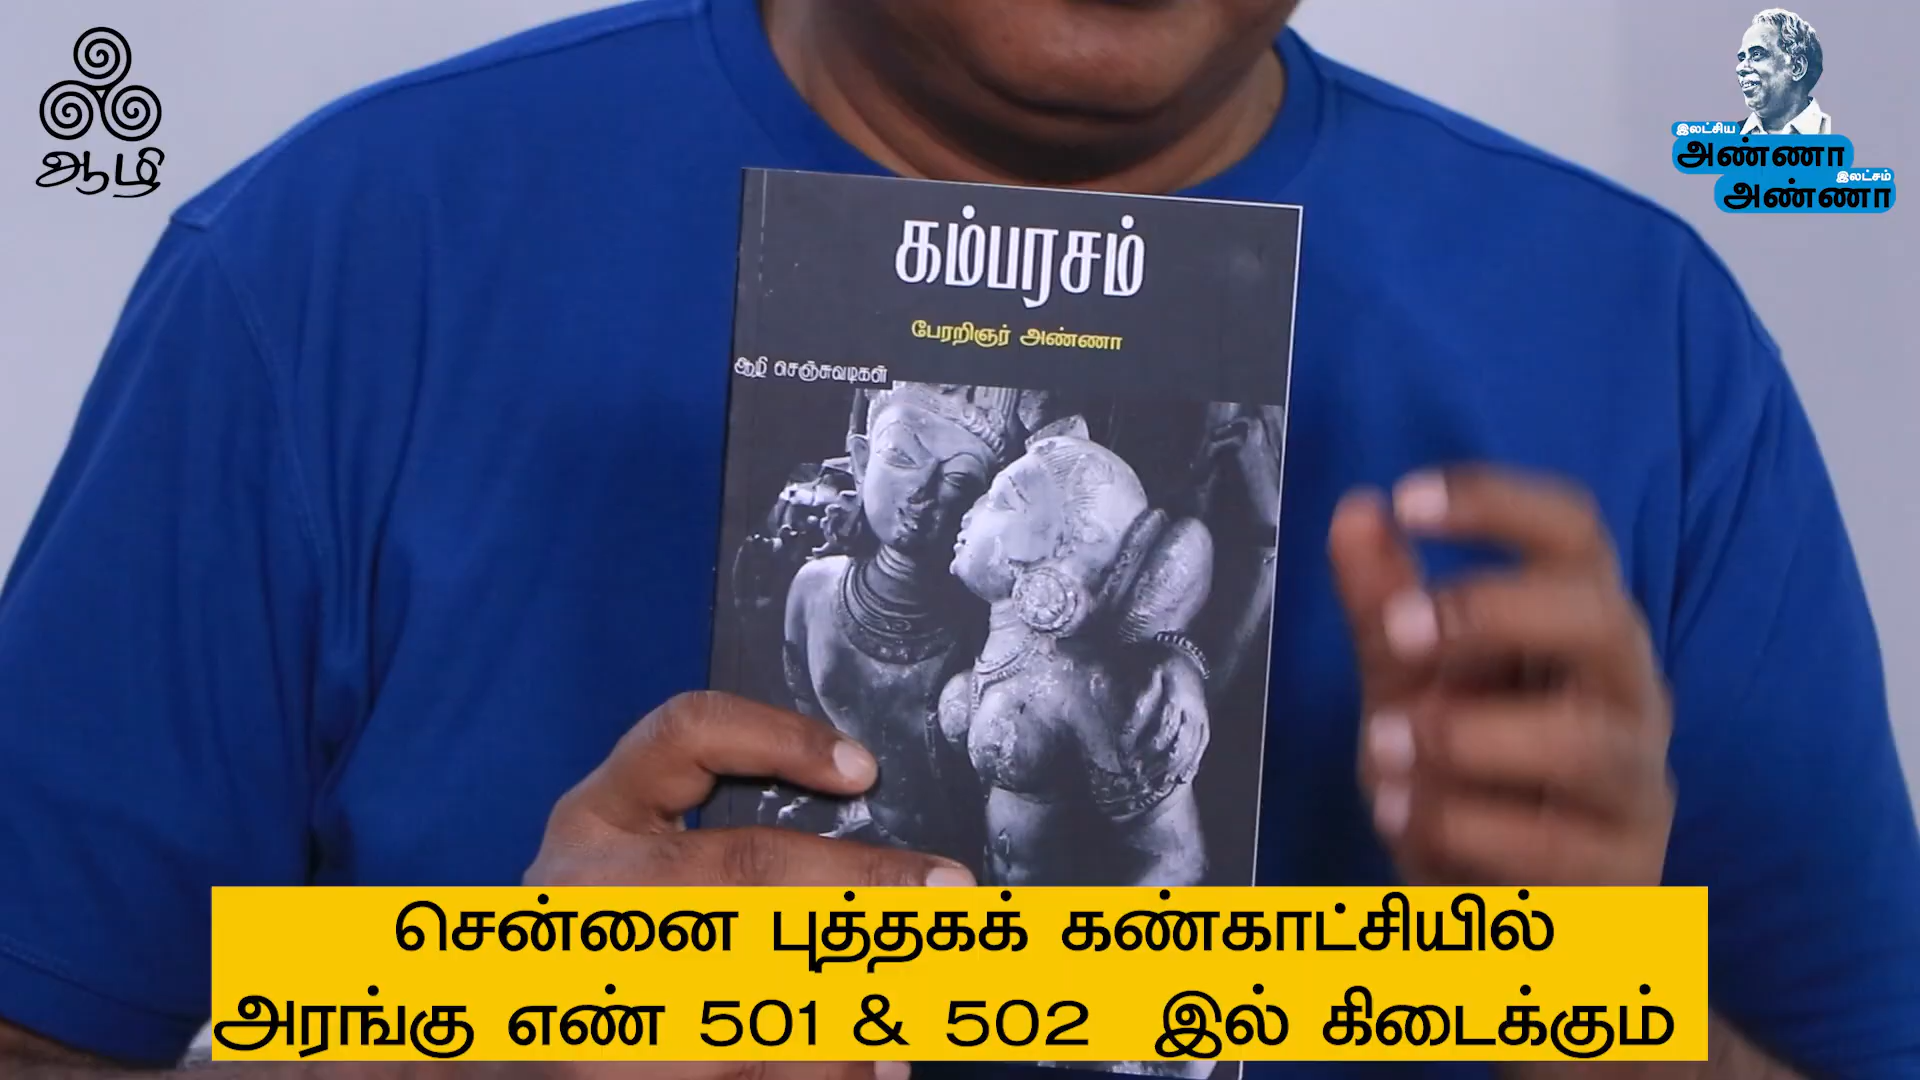 ஆழி
இலட்சிய
அண்ணா
இலட்சம்
அண்ணா
கம்பரசம்
பேரறிஞர் அண்ணா
ஆழி செஞ்சுவடிகள்
சென்னை புத்தகக் கண்காட்சியில்
அரங்கு எண் 501 & 502 இல் கிடைக்கும்